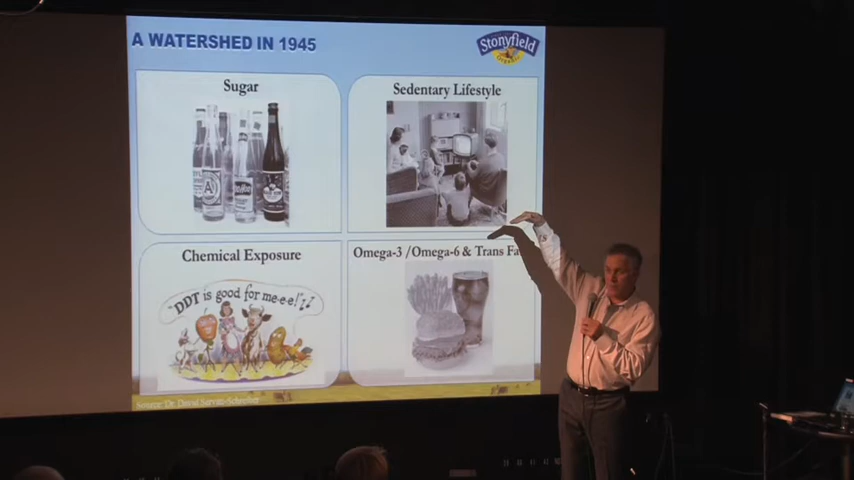 A WATERSHED IN 1945
Stonyfield
ORGANIC
Sugar
Sedentary Lifestyle
Chemical Exposure
Omega-3 /Omega-6 & Trans Fa
"DDT is good for me-e-e!"
Source: Dr. David Servan-Schreiber